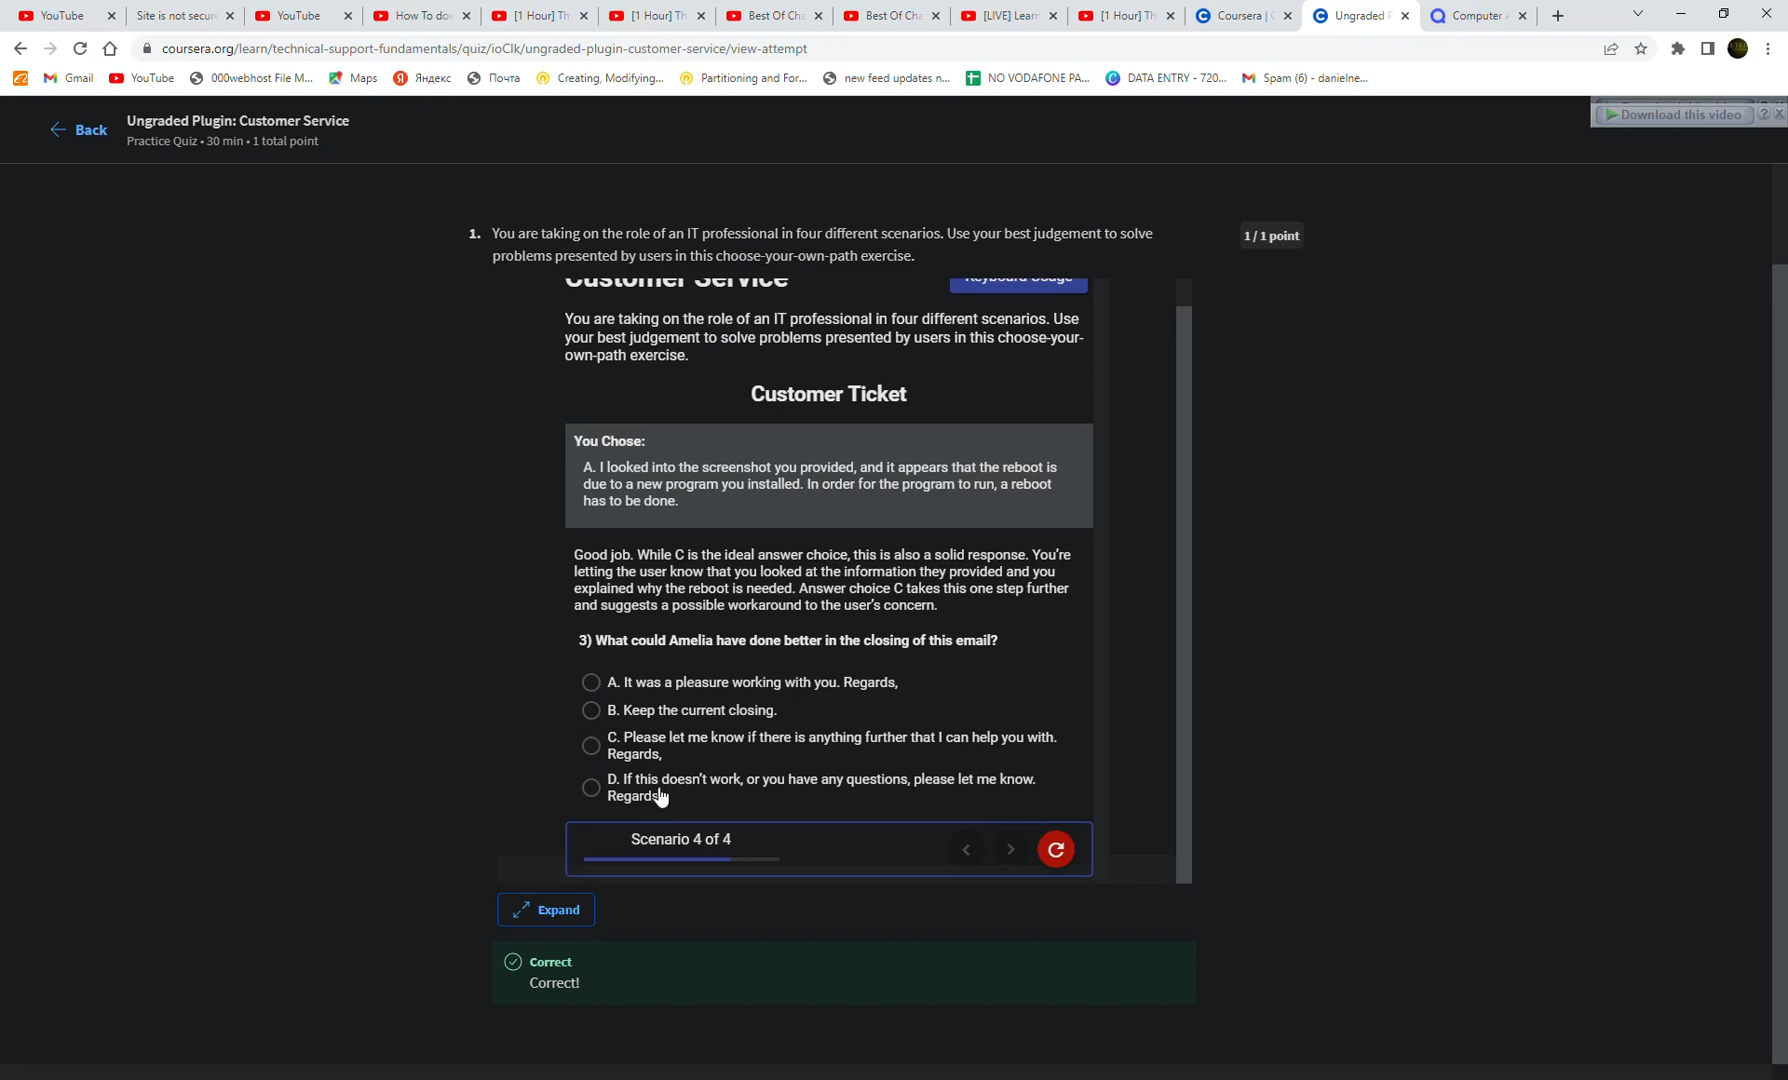 YouTube
Site is not secur
YouTube
How To dow
[1 Hour] Th
[1 Hour] Th
Best Of Cha
Best Of Cha
[LIVE] Learn
[1 Hour] Th
Coursera | C
Ungraded P
Computer A
coursera.org/learn/technical-support-fundamentals/quiz/ioClk/ungraded-plugin-customer-service/view-attempt
Gmail
YouTube
000webhost File M...
Maps
Яндекс
Почта
Creating, Modifying...
Partitioning and For...
new feed updates n...
NO VODAFONE PA...
DATA ENTRY - 720...
Spam (6) - danielne...
Back
Ungraded Plugin: Customer Service
Practice Quiz • 30 min • 1 total point
Download this video
1. You are taking on the role of an IT professional in four different scenarios. Use your best judgement to solve
problems presented by users in this choose-your-own-path exercise.
1 / 1 point
Customer Service
Keyboard Usage
You are taking on the role of an IT professional in four different scenarios. Use
your best judgement to solve problems presented by users in this choose-your-
own-path exercise.
Customer Ticket
You Chose:
A. I looked into the screenshot you provided, and it appears that the reboot is
due to a new program you installed. In order for the program to run, a reboot
has to be done.
Good job. While C is the ideal answer choice, this is also a solid response. You're
letting the user know that you looked at the information they provided and you
explained why the reboot is needed. Answer choice C takes this one step further
and suggests a possible workaround to the user's concern.
3) What could Amelia have done better in the closing of this email?
A. It was a pleasure working with you. Regards,
B. Keep the current closing.
C. Please let me know if there is anything further that I can help you with.
Regards,
D. If this doesn't work, or you have any questions, please let me know.
Regards
Scenario 4 of 4
Expand
Correct
Correct!